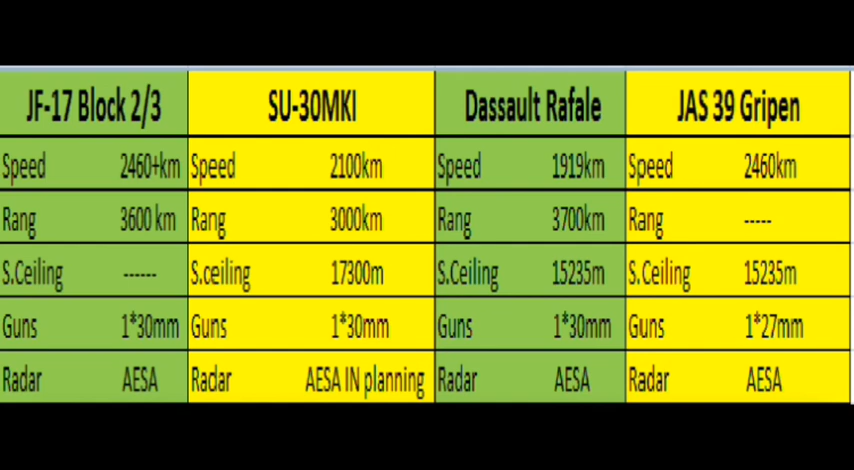 JF-17 Block 2/3 SU-30MKI Dassault Rafale JAS 39 Gripen
Speed 2460+km Speed 2100km Speed 1919km Speed 2460km
Rang 3600 km Rang 3000km Rang 3700km Rang -----
S.Ceiling ------ S.ceiling 17300m S.Ceiling 15235m S.Ceiling 15235m
Guns 1*30mm Guns 1*30mm Guns 1*30mm Guns 1*27mm
Radar AESA Radar AESA IN planning Radar AESA Radar AESA